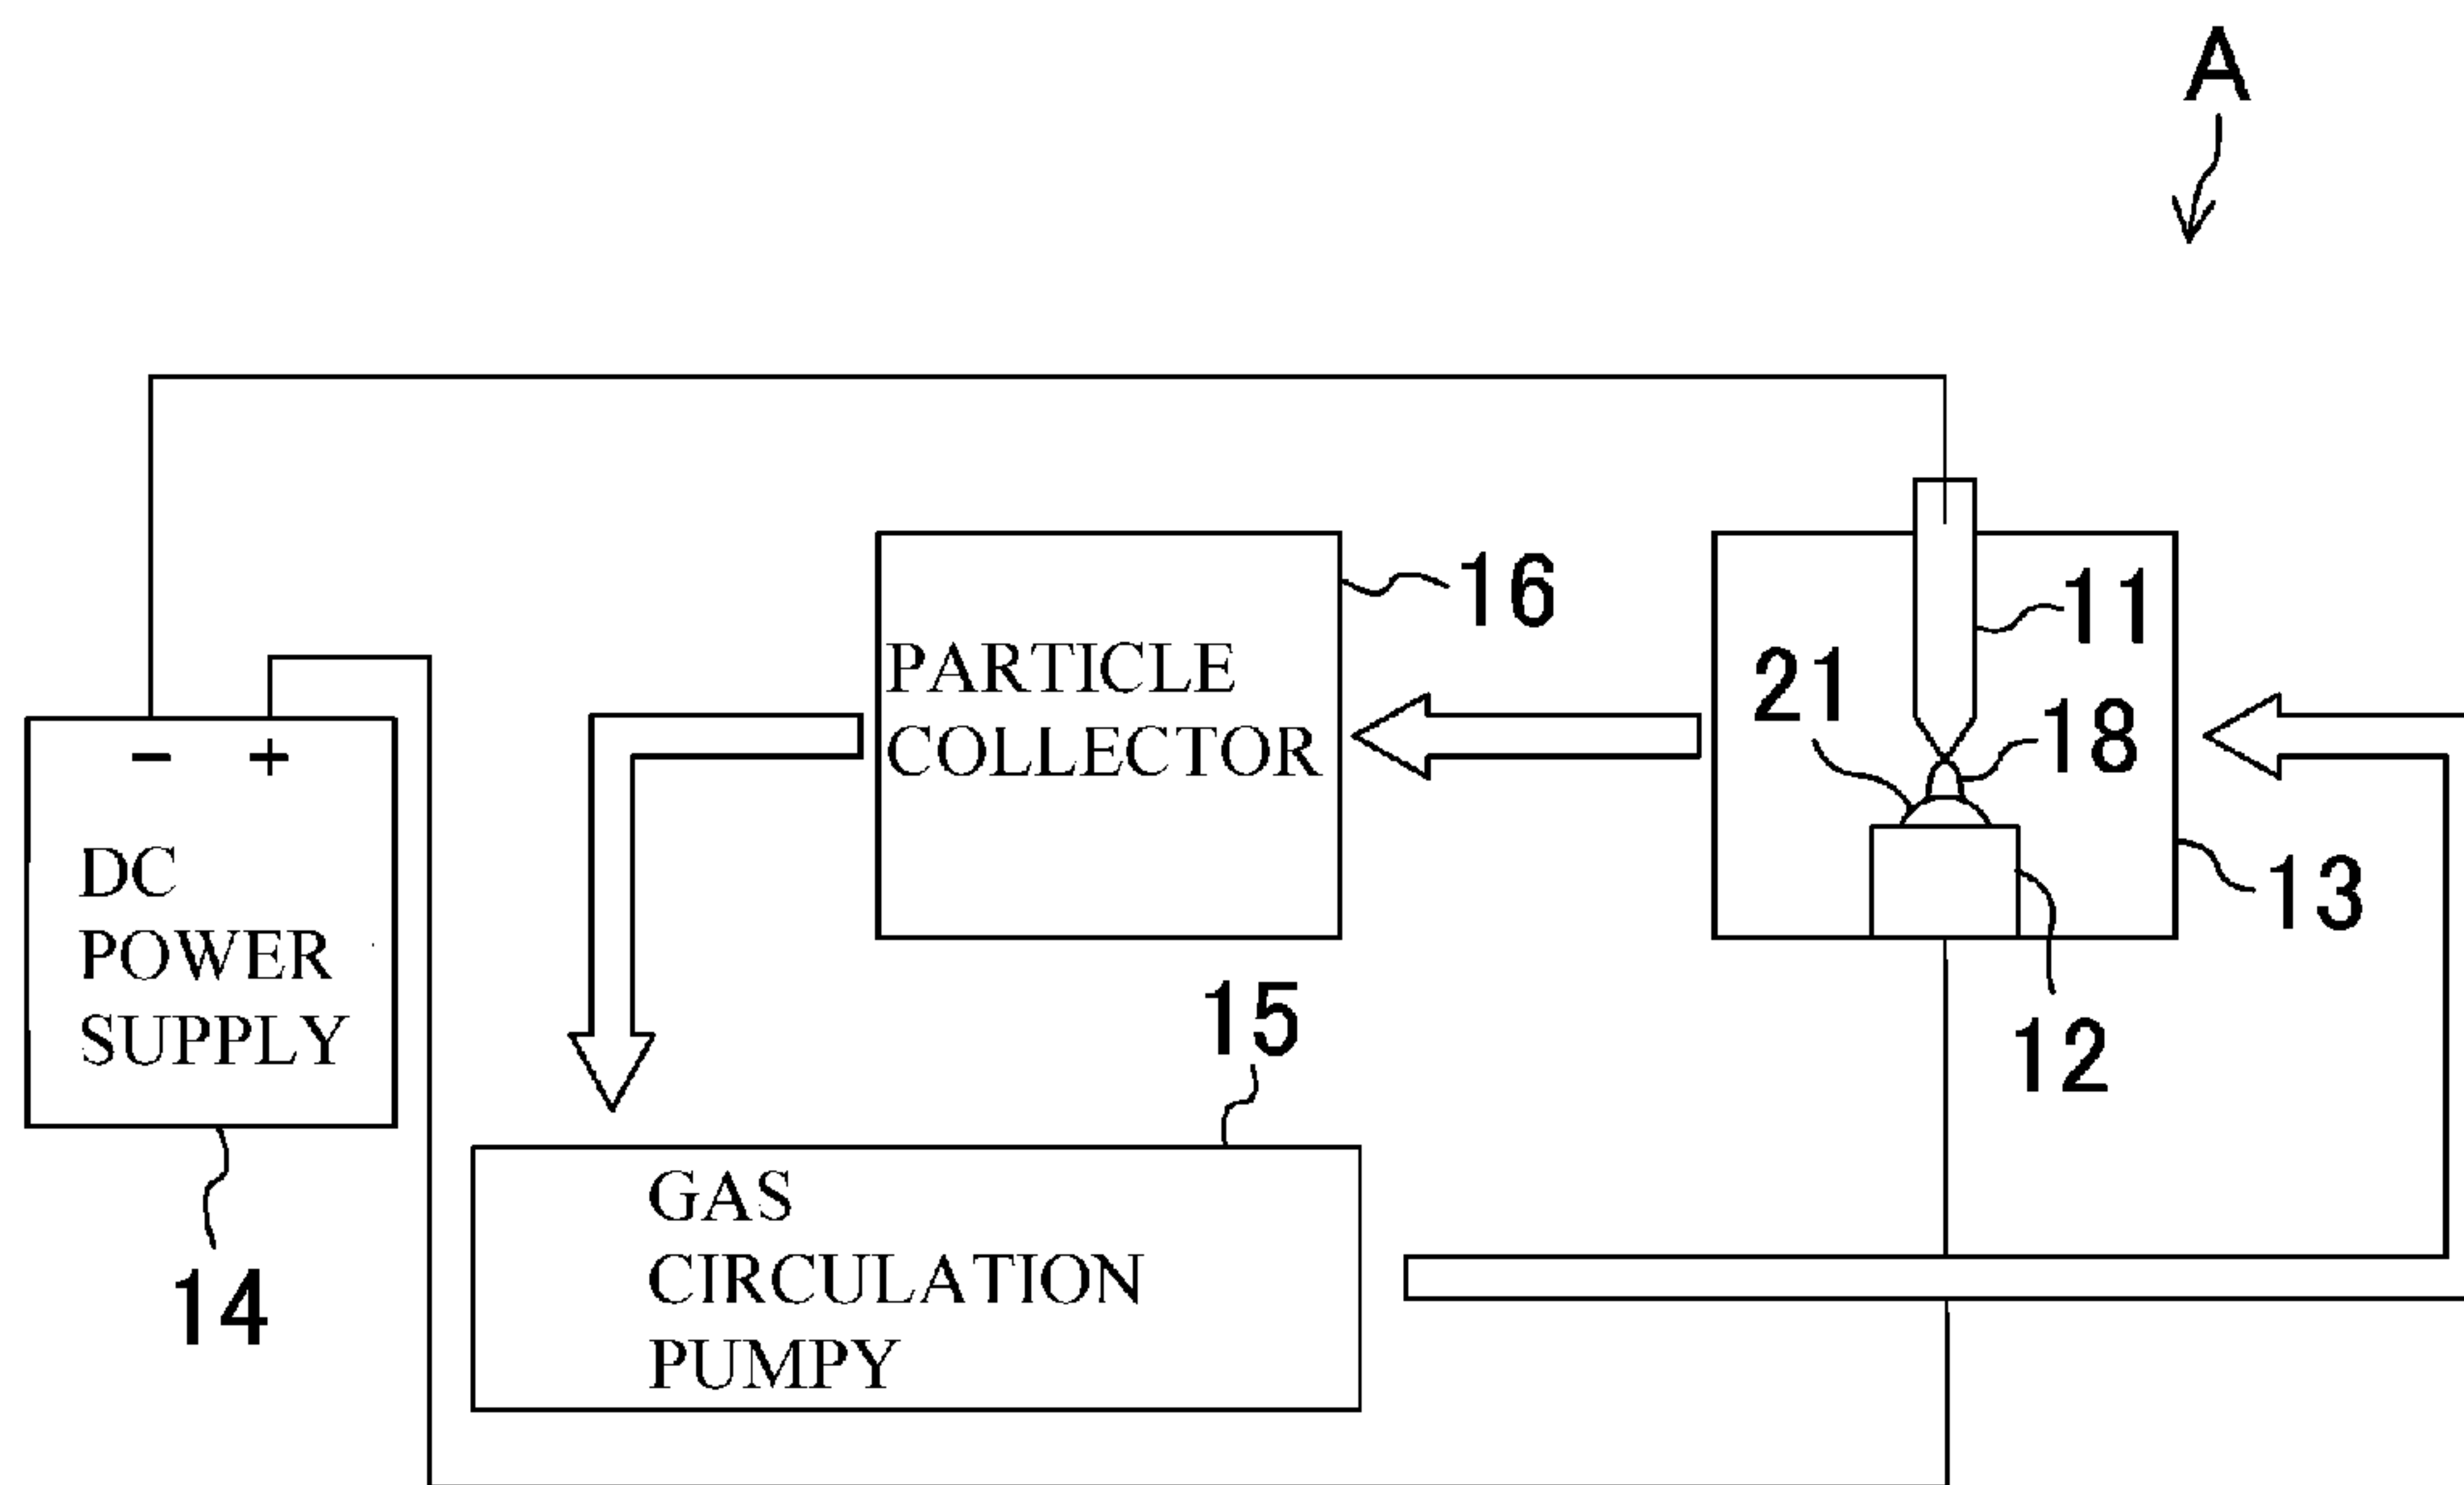 A
16
11
21
18
PARTICLE
COLLECTOR
− +
13
DC
POWER
SUPPLY
15
12
GAS
CIRCULATION
PUMPY
14